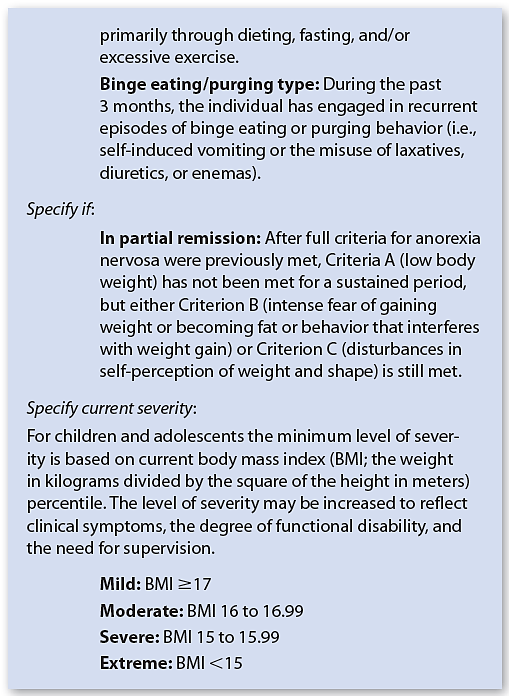 primarily through dieting, fasting, and/or
excessive exercise.
Binge eating/purging type: During the past
3 months, the individual has engaged in recurrent
episodes of binge eating or purging behavior (i.e.,
self-induced vomiting or the misuse of laxatives,
diuretics, or enemas).
Specify if:
In partial remission: After full criteria for anorexia
nervosa were previously met, Criteria A (low body
weight) has not been met for a sustained period,
but either Criterion B (intense fear of gaining
weight or becoming fat or behavior that interferes
with weight gain) or Criterion C (disturbances in
self-perception of weight and shape) is still met.
Specify current severity:
For children and adolescents the minimum level of sever-
ity is based on current body mass index (BMI; the weight
in kilograms divided by the square of the height in meters)
percentile. The level of severity may be increased to reflect
clinical symptoms, the degree of functional disability, and
the need for supervision.
Mild: BMI ≥17
Moderate: BMI 16 to 16.99
Severe: BMI 15 to 15.99
Extreme: BMI <15